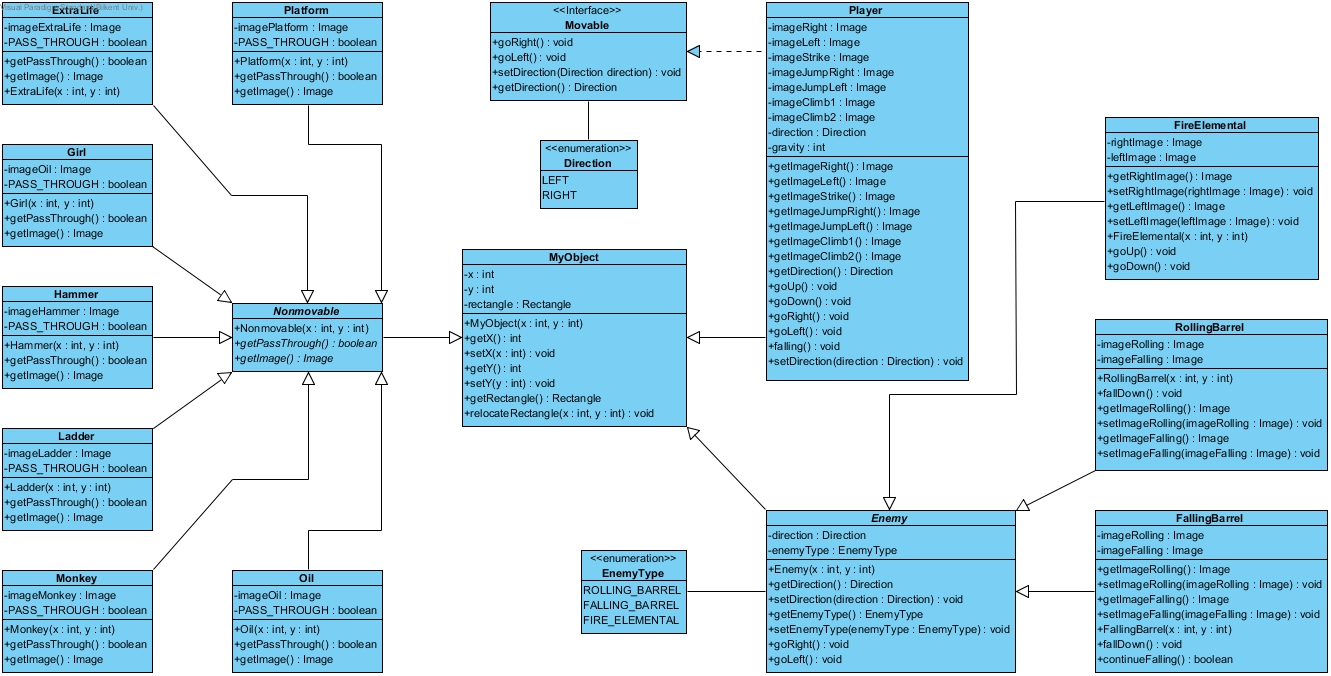 ExtraLife
-imageExtraLife : Image
-PASS_THROUGH : boolean
+getPassThrough() : boolean
+getImage() : Image
+ExtraLife(x : int, y : int)
Platform
-imagePlatform : Image
-PASS_THROUGH : boolean
+Platform(x : int, y : int)
+getPassThrough() : boolean
+getImage() : Image
<<Interface>>
Movable
+goRight() : void
+goLeft() : void
+setDirection(Direction direction) : void
+getDirection() : Direction
<<enumeration>>
Direction
LEFT
RIGHT
Player
-imageRight : Image
-imageLeft : Image
-imageStrike : Image
-imageJumpRight : Image
-imageJumpLeft : Image
-imageClimb1 : Image
-imageClimb2 : Image
-direction : Direction
-gravity : int
+getImageRight() : Image
+getImageLeft() : Image
+getImageStrike() : Image
+getImageJumpRight() : Image
+getImageJumpLeft() : Image
+getImageClimb1() : Image
+getImageClimb2() : Image
+getDirection() : Direction
+goUp() : void
+goDown() : void
+goRight() : void
+goLeft() : void
+falling() : void
+setDirection(direction : Direction) : void
FireElemental
-rightImage : Image
-leftImage : Image
+getRightImage() : Image
+setRightImage(rightImage : Image) : void
+getLeftImage() : Image
+setLeftImage(leftImage : Image) : void
+FireElemental(x : int, y : int)
+goUp() : void
+goDown() : void
Girl
-imageOil : Image
-PASS_THROUGH : boolean
+Girl(x : int, y : int)
+getPassThrough() : boolean
+getImage() : Image
Hammer
-imageHammer : Image
-PASS_THROUGH : boolean
+Hammer(x : int, y : int)
+getPassThrough() : boolean
+getImage() : Image
Nonmovable
+Nonmovable(x : int, y : int)
+getPassThrough() : boolean
+getImage() : Image
MyObject
-x : int
-y : int
-rectangle : Rectangle
+MyObject(x : int, y : int)
+getX() : int
+setX(x : int) : void
+getY() : int
+setY(y : int) : void
+getRectangle() : Rectangle
+relocateRectangle(x : int, y : int) : void
RollingBarrel
-imageRolling : Image
-imageFalling : Image
+RollingBarrel(x : int, y : int)
+fallDown() : void
+getImageRolling() : Image
+setImageRolling(imageRolling : Image) : void
+getImageFalling() : Image
+setImageFalling(imageFalling : Image) : void
Ladder
-imageLadder : Image
-PASS_THROUGH : boolean
+Ladder(x : int, y : int)
+getPassThrough() : boolean
+getImage() : Image
Monkey
-imageMonkey : Image
-PASS_THROUGH : boolean
+Monkey(x : int, y : int)
+getPassThrough() : boolean
+getImage() : Image
Oil
-imageOil : Image
-PASS_THROUGH : boolean
+Oil(x : int, y : int)
+getPassThrough() : boolean
+getImage() : Image
<<enumeration>>
EnemyType
ROLLING_BARREL
FALLING_BARREL
FIRE_ELEMENTAL
Enemy
-direction : Direction
-enemyType : EnemyType
+Enemy(x : int, y : int)
+getDirection() : Direction
+setDirection(direction : Direction) : void
+getEnemyType() : EnemyType
+setEnemyType(enemyType : EnemyType) : void
+goRight() : void
+goLeft() : void
FallingBarrel
-imageRolling : Image
-imageFalling : Image
+getImageRolling() : Image
+setImageRolling(imageRolling : Image) : void
+getImageFalling() : Image
+setImageFalling(imageFalling : Image) : void
+FallingBarrel(x : int, y : int)
+fallDown() : void
+continueFalling() : boolean